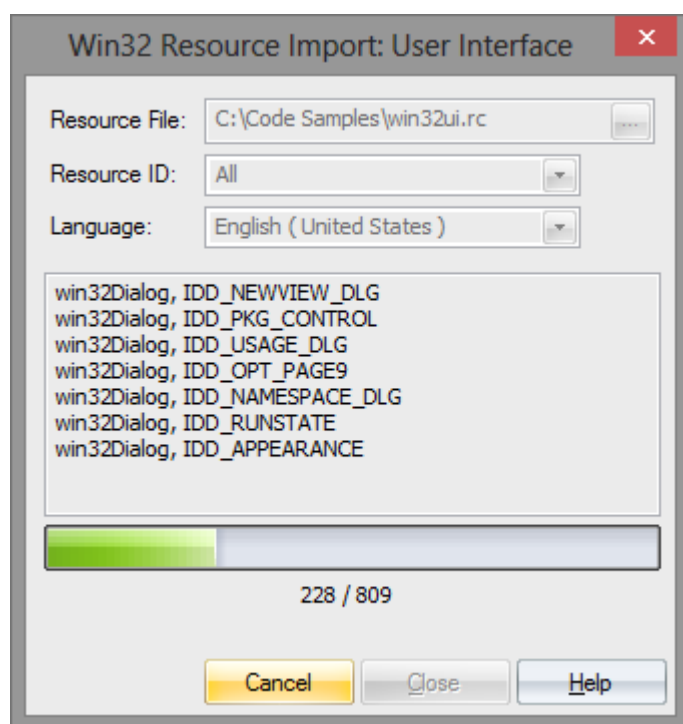 Win32 Resource Import: User Interface
Resource File: C:\Code Samples\win32ui.rc ...
Resource ID: All
Language: English ( United States )
win32Dialog, IDD_NEWVIEW_DLG
win32Dialog, IDD_PKG_CONTROL
win32Dialog, IDD_USAGE_DLG
win32Dialog, IDD_OPT_PAGE9
win32Dialog, IDD_NAMESPACE_DLG
win32Dialog, IDD_RUNSTATE
win32Dialog, IDD_APPEARANCE
228 / 809
Cancel Close Help